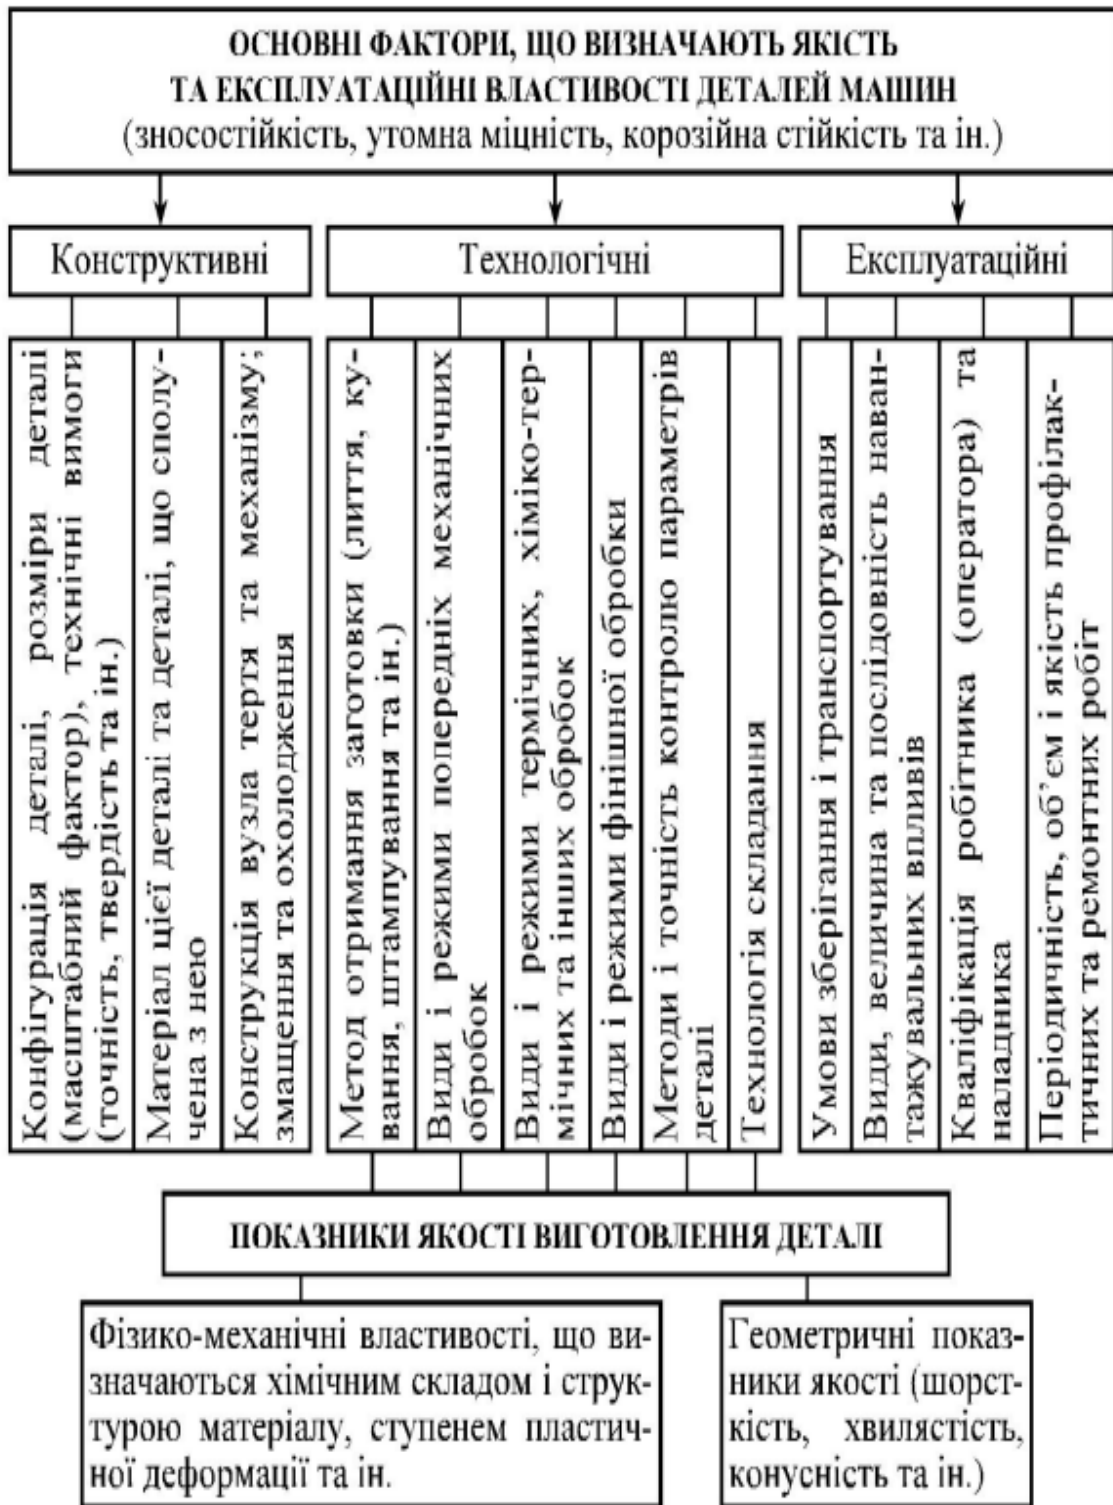 ОСНОВНІ ФАКТОРИ, ЩО ВИЗНАЧАЮТЬ ЯКІСТЬ
ТА ЕКСПЛУАТАЦІЙНІ ВЛАСТИВОСТІ ДЕТАЛЕЙ МАШИН
(зносостійкість, утомна міцність, корозійна стійкість та ін.)
Конструктивні
Технологічні
Експлуатаційні
Конфігурація деталі, розміри деталі
(масштабний фактор), технічні вимоги
(точність, твердість та ін.)
Матеріал цієї деталі та деталі, що сполу-
чена з нею
Конструкція вузла тертя та механізму;
змащення та охолодження
Метод отримання заготовки (лиття, ку-
вання, штампування та ін.)
Види і режими попередніх механічних
обробок
Види і режими термічних, хіміко-тер-
мічних та інших обробок
Види і режими фінішної обробки
Методи і точність контролю параметрів
деталі
Технологія складання
Умови зберігання і транспортування
Види, величина та послідовність наван-
тажувальних впливів
Кваліфікація робітника (оператора) та
наладника
Періодичність, об’єм і якість профілак-
тичних та ремонтних робіт
ПОКАЗНИКИ ЯКОСТІ ВИГОТОВЛЕННЯ ДЕТАЛІ
Фізико-механічні властивості, що ви-
значаються хімічним складом і струк-
турою матеріалу, ступенем пластич-
ної деформації та ін.
Геометричні показ-
ники якості (шорст-
кість, хвилястість,
конусність та ін.)